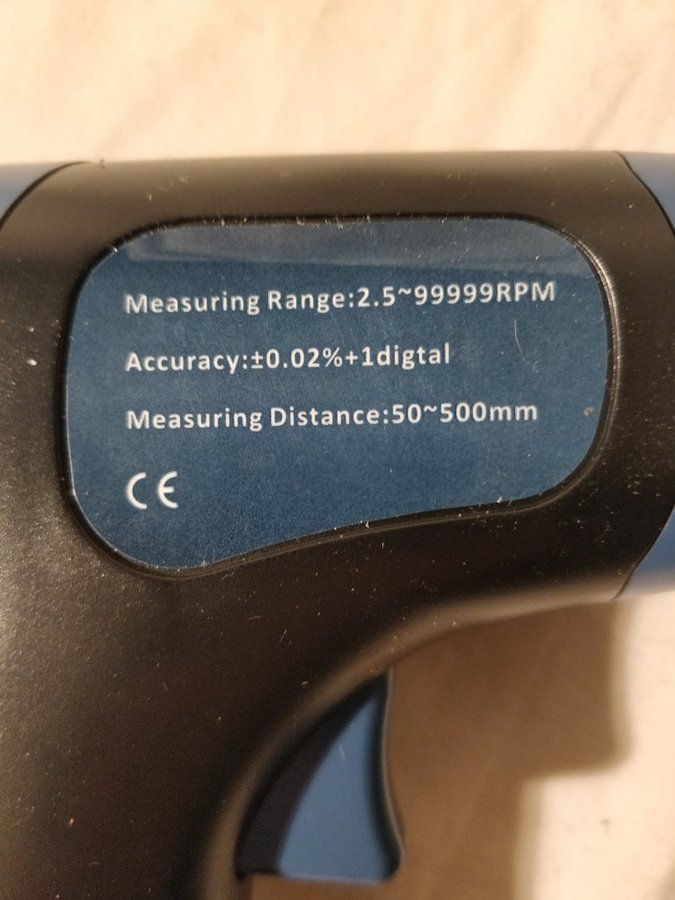 Measuring Range:2.5~99999RPM
Accuracy:±0.02%+1digtal
Measuring Distance:50~500mm
CE